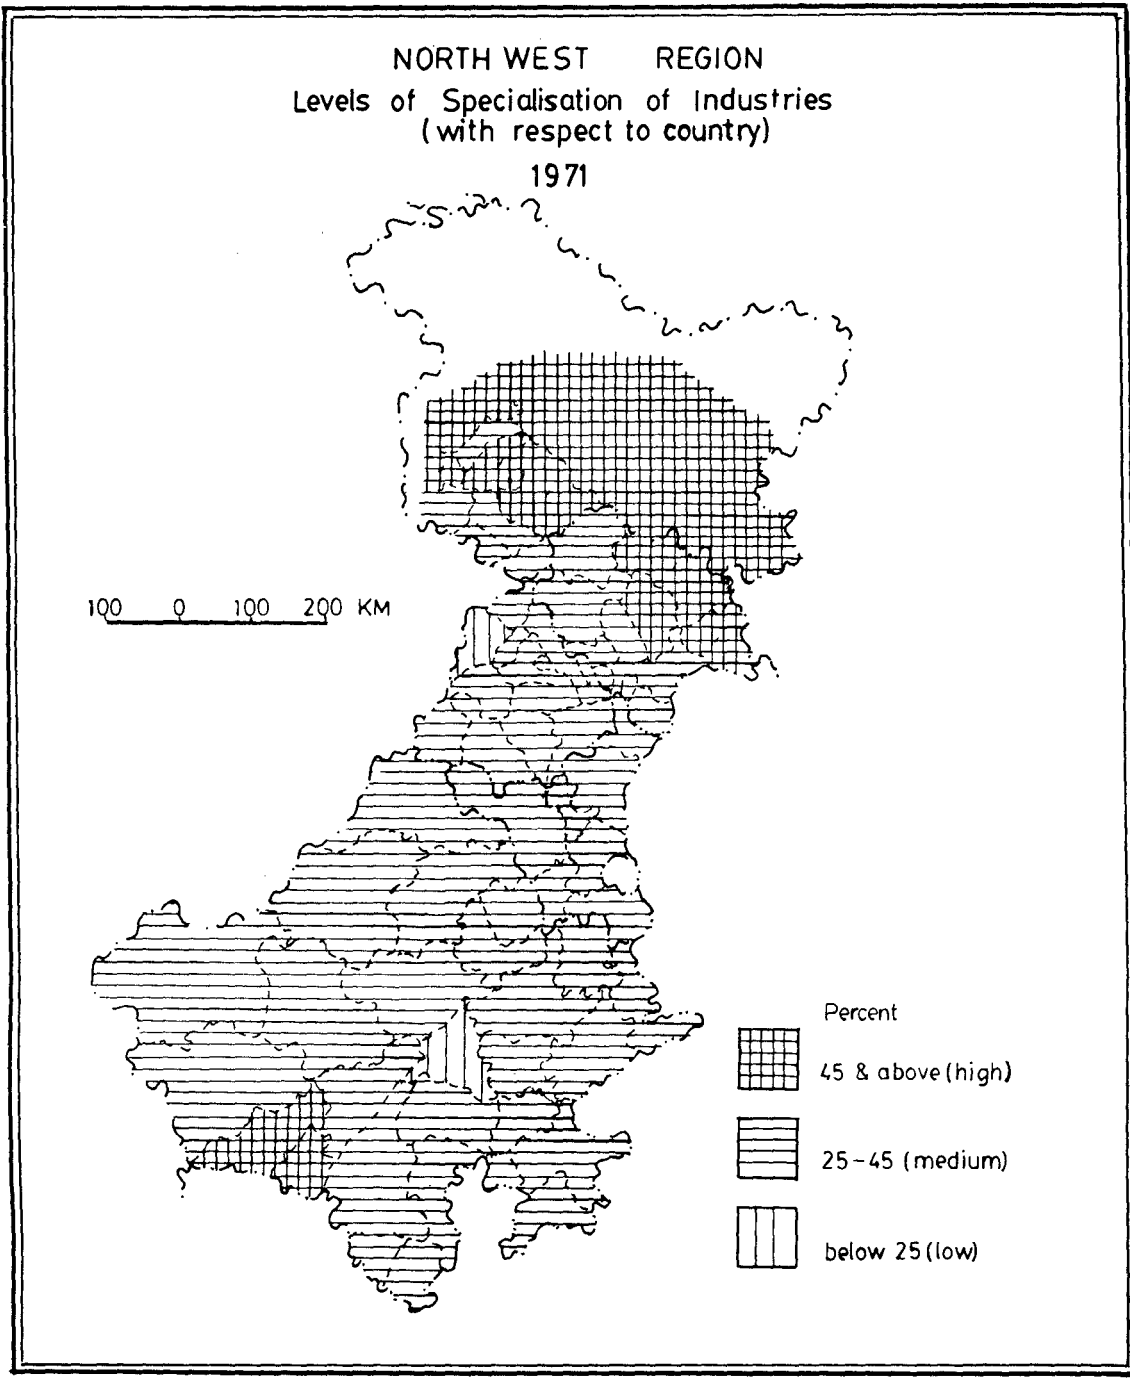 NORTH WEST REGION
Levels of Specialisation of Industries
(with respect to country)
1971
100 0 100 200 KM
Percent
45 & above (high)
25-45 (medium)
below 25 (low)